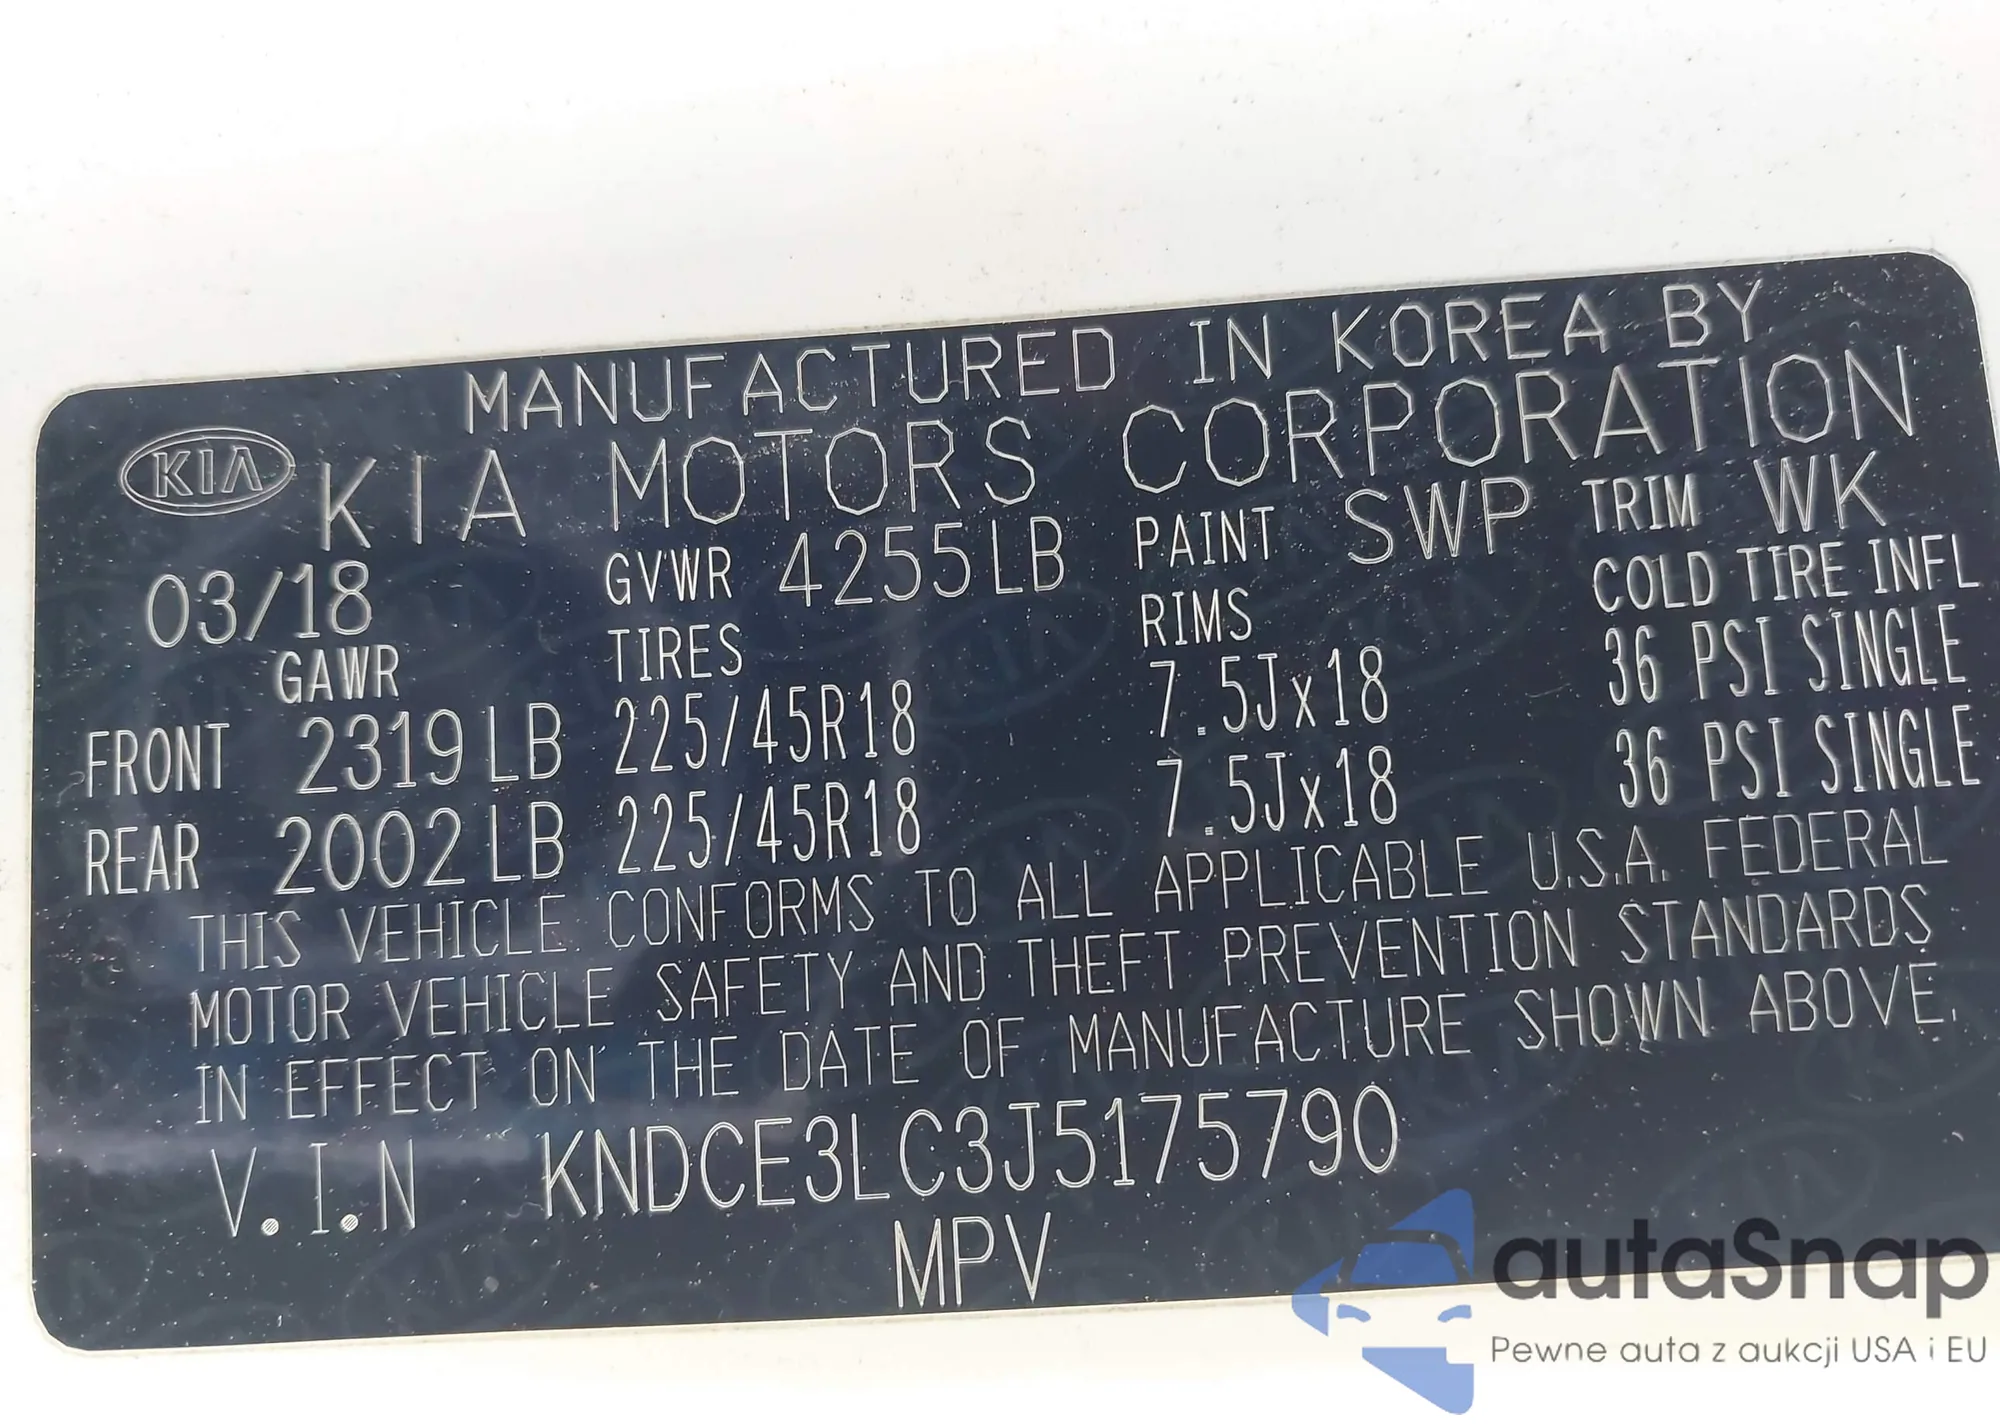 MANUFACTURED IN KOREA BY
KIA KIA MOTORS CORPORATION
03/18 GVWR 4255LB PAINT SWP TRIM WK
GAWR TIRES RIMS COLD TIRE INFL
FRONT 2319LB 225/45R18 7.5Jx18 36 PSI SINGLE
REAR 2002LB 225/45R18 7.5Jx18 36 PSI SINGLE
THIS VEHICLE CONFORMS TO ALL APPLICABLE U.S.A. FEDERAL
MOTOR VEHICLE SAFETY AND THEFT PREVENTION STANDARDS
IN EFFECT ON THE DATE OF MANUFACTURE SHOWN ABOVE.
V.I.N KNDCE3LC3J5175790
MPV
autaSnap
Pewne auta z aukcji USA i EU